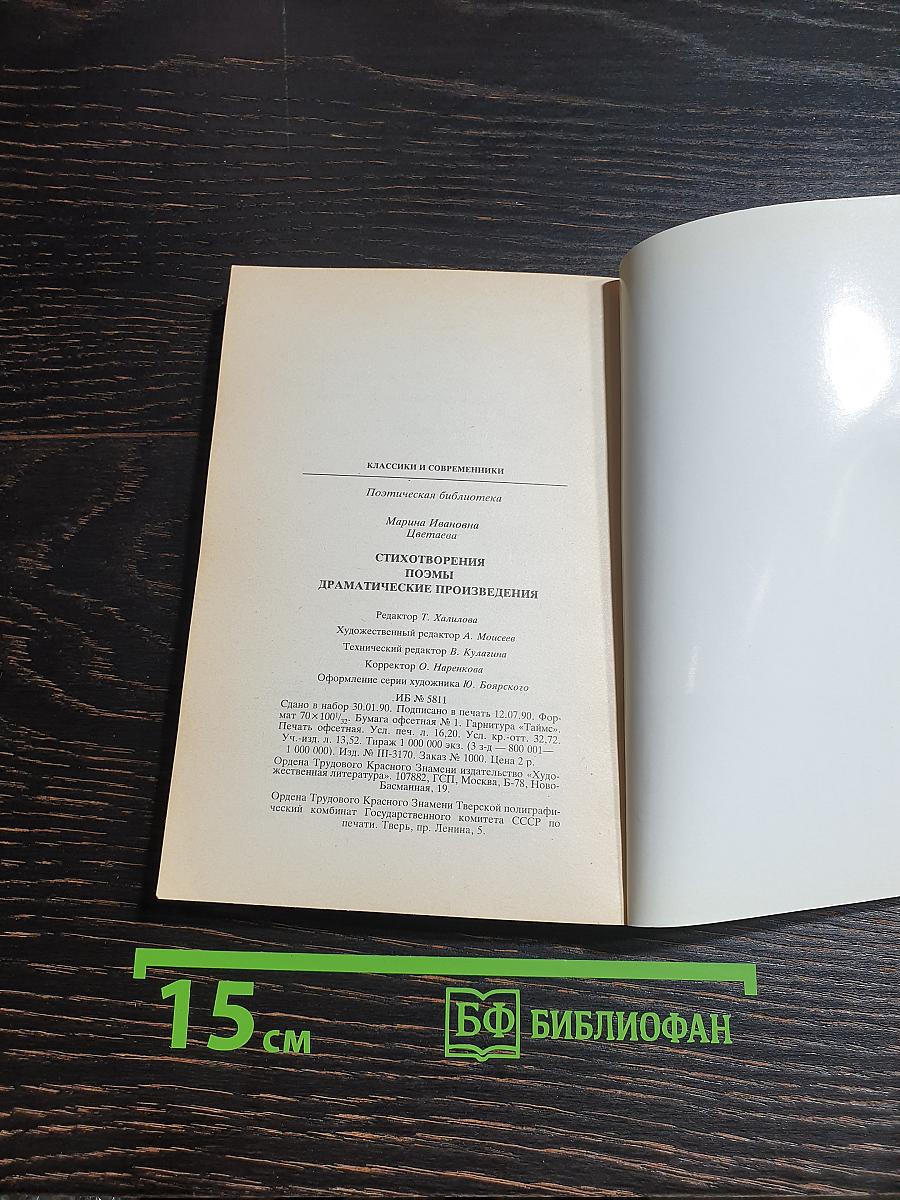 КЛАССИКИ И СОВРЕМЕННИКИ
Поэтическая библиотека
Марина Ивановна
Цветаева
СТИХОТВОРЕНИЯ
ПОЭМЫ
ДРАМАТИЧЕСКИЕ ПРОИЗВЕДЕНИЯ
Редактор Т. Халилова
Художественный редактор А. Моисеев
Технический редактор В. Кулагина
Корректор О. Наренкова
Оформление серии художника Ю. Боярского
ИБ № 5811
Сдано в набор 30.01.90. Подписано в печать 12.07.90. Фор-
мат 70×100 1/32. Бумага офсетная № 1. Гарнитура «Таймс».
Печать офсетная. Усл. печ. л. 16,20. Усл. кр.-отт. 32,72.
Уч.-изд. л. 13,52. Тираж 1 000 000 экз. (3 з-д — 800 001—
1 000 000). Изд. № III-3170. Заказ № 1000. Цена 2 р.
Ордена Трудового Красного Знамени издательство «Худо-
жественная литература». 107882, ГСП, Москва, Б-78, Ново-
Басманная, 19.
Ордена Трудового Красного Знамени Тверской полиграфи-
ческий комбинат Государственного комитета СССР по
печати. Тверь, пр. Ленина, 5.
15 см
БФ БИБЛИОФАН